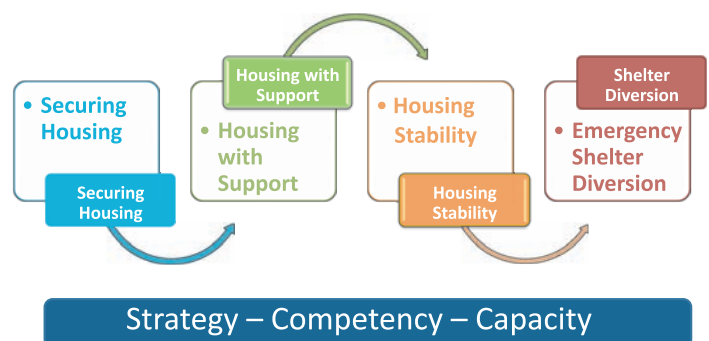 • Securing
Housing
Securing
Housing
Housing with
Support
• Housing
with
Support
• Housing
Stability
Housing
Stability
Shelter
Diversion
• Emergency
Shelter
Diversion
Strategy – Competency – Capacity